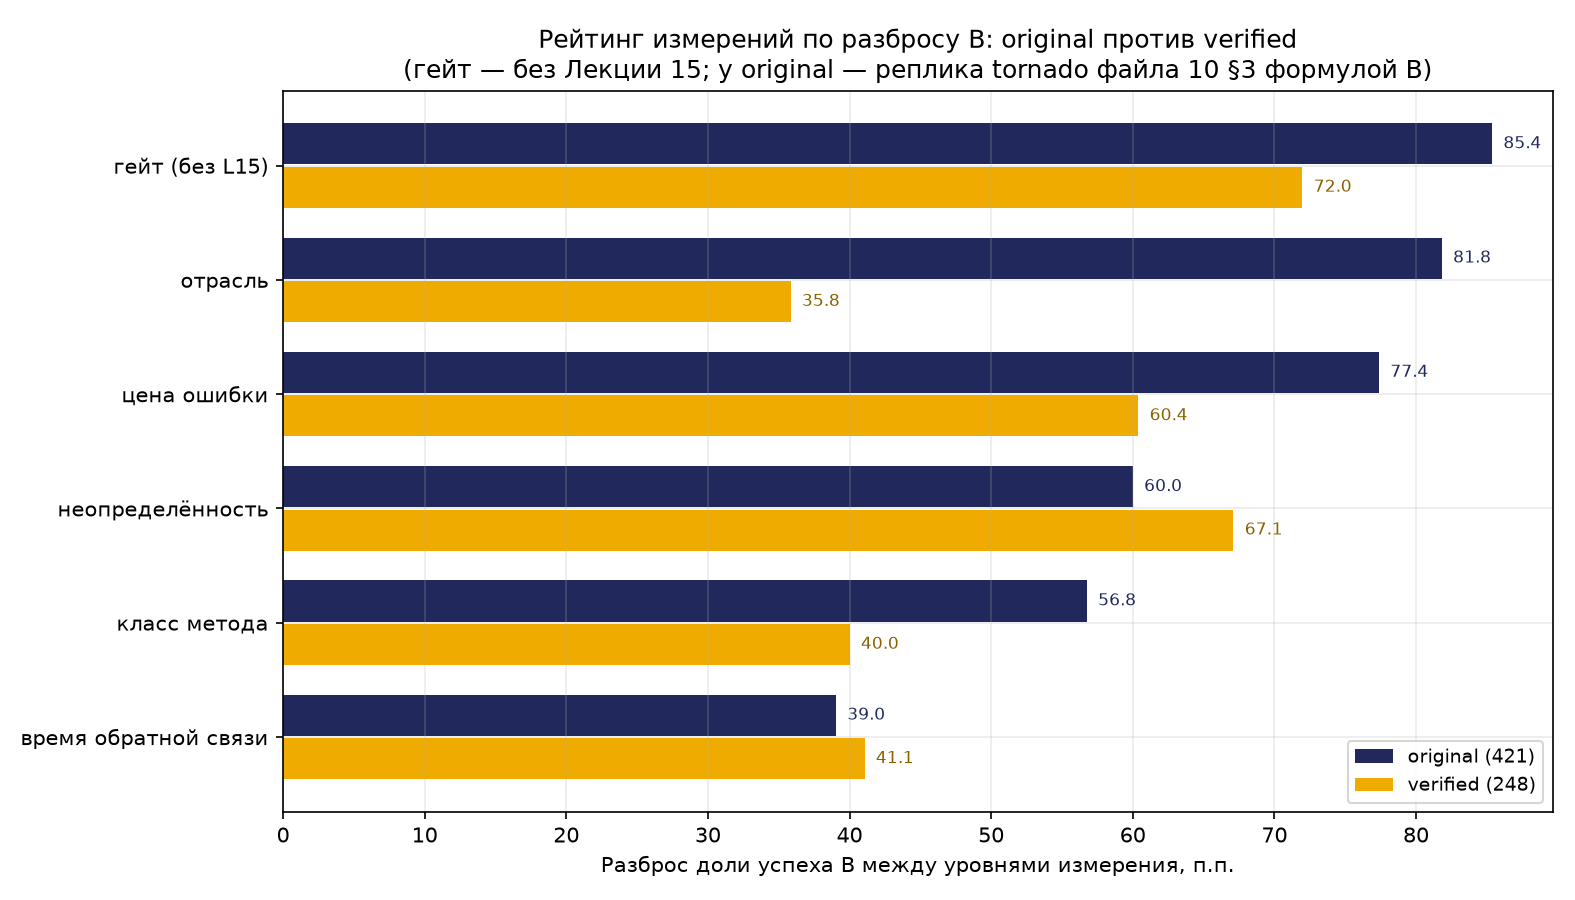 Рейтинг измерений по разбросу В: original против verified
(гейт — без Лекции 15; у original — реплика tornado файла 10 §3 формулой В)
гейт (без L15)
85.4
72.0
отрасль
81.8
35.8
цена ошибки
77.4
60.4
неопределённость
60.0
67.1
класс метода
56.8
40.0
время обратной связи
39.0
41.1
original (421)
verified (248)
0 10 20 30 40 50 60 70 80
Разброс доли успеха В между уровнями измерения, п.п.